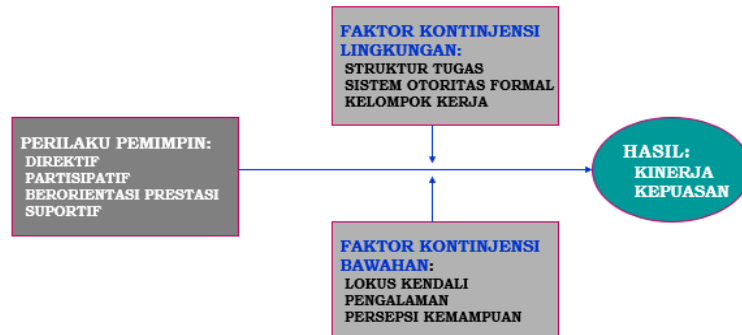 FAKTOR KONTINJENSI
LINGKUNGAN:
STRUKTUR TUGAS
SISTEM OTORITAS FORMAL
KELOMPOK KERJA
PERILAKU PEMIMPIN:
DIREKTIF
PARTISIPATIF
BERORIENTASI PRESTASI
SUPORTIF
HASIL:
KINERJA
KEPUASAN
FAKTOR KONTINJENSI
BAWAHAN:
LOKUS KENDALI
PENGALAMAN
PERSEPSI KEMAMPUAN